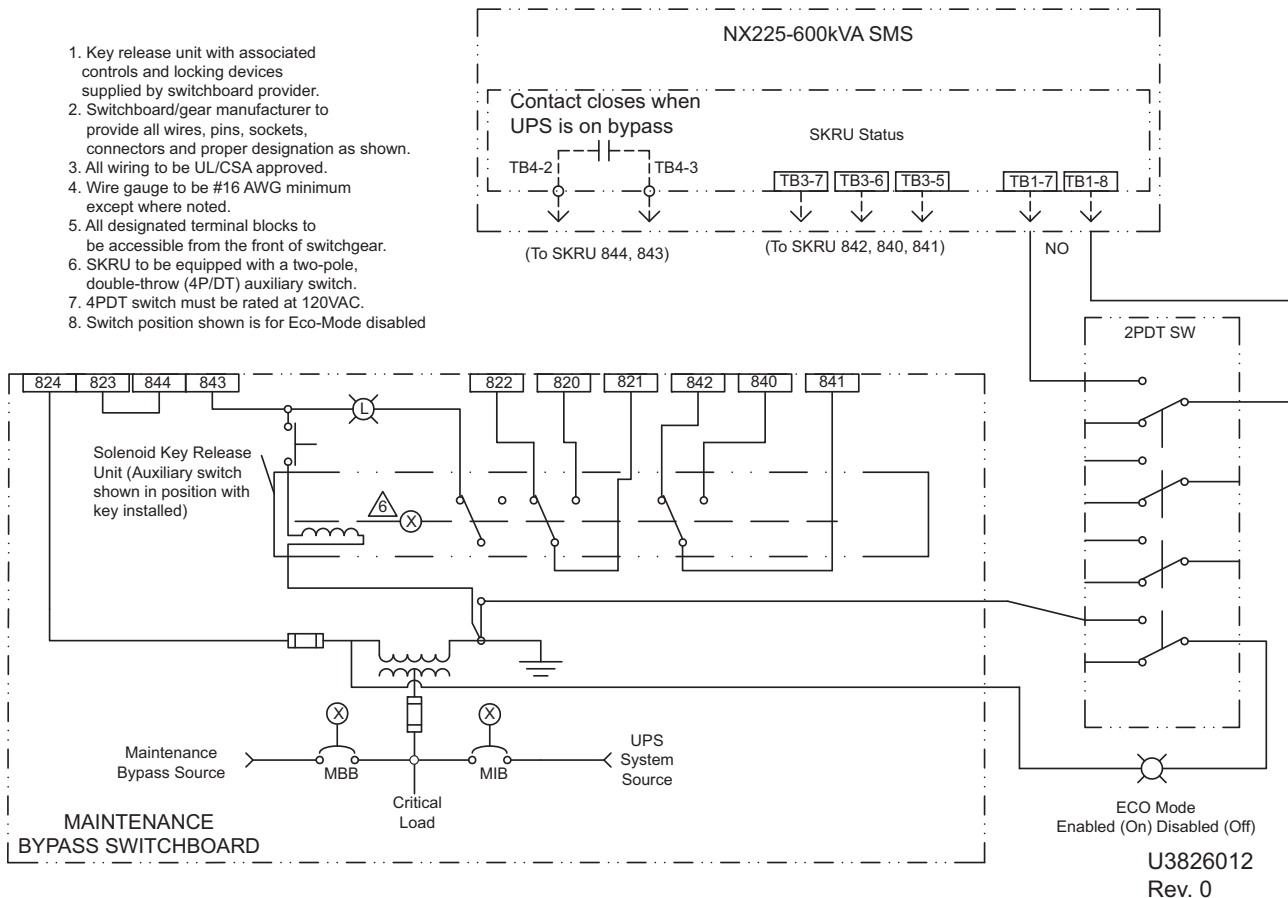 1. Key release unit with associated
controls and locking devices
supplied by switchboard provider.
2. Switchboard/gear manufacturer to
provide all wires, pins, sockets,
connectors and proper designation as shown.
3. All wiring to be UL/CSA approved.
4. Wire gauge to be #16 AWG minimum
except where noted.
5. All designated terminal blocks to
be accessible from the front of switchgear.
6. SKRU to be equipped with a two-pole,
double-throw (4P/DT) auxiliary switch.
7. 4PDT switch must be rated at 120VAC.
8. Switch position shown is for Eco-Mode disabled
NX225-600kVA SMS
Contact closes when
UPS is on bypass
SKRU Status
TB4-2
TB4-3
TB3-7
TB3-6
TB3-5
TB1-7
TB1-8
(To SKRU 844, 843)
(To SKRU 842, 840, 841)
NO
2PDT SW
824
823
844
843
822
820
821
842
840
841
L
Solenoid Key Release
Unit (Auxiliary switch
shown in position with
key installed)
6
X
X
X
Maintenance
Bypass Source
MBB
MIB
UPS
System
Source
Critical
Load
MAINTENANCE
BYPASS SWITCHBOARD
ECO Mode
Enabled (On) Disabled (Off)
U3826012
Rev. 0